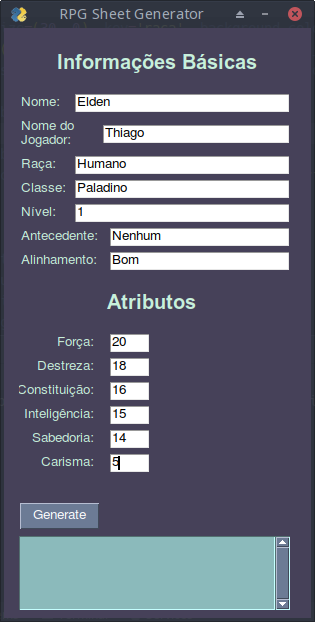 RPG Sheet Generator
Informações Básicas
Nome: Elden
Nome do
Jogador: Thiago
Raça: Humano
Classe: Paladino
Nível: 1
Antecedente: Nenhum
Alinhamento: Bom
Atributos
Força: 20
Destreza: 18
Constituição: 16
Inteligência: 15
Sabedoria: 14
Carisma: 5
Generate